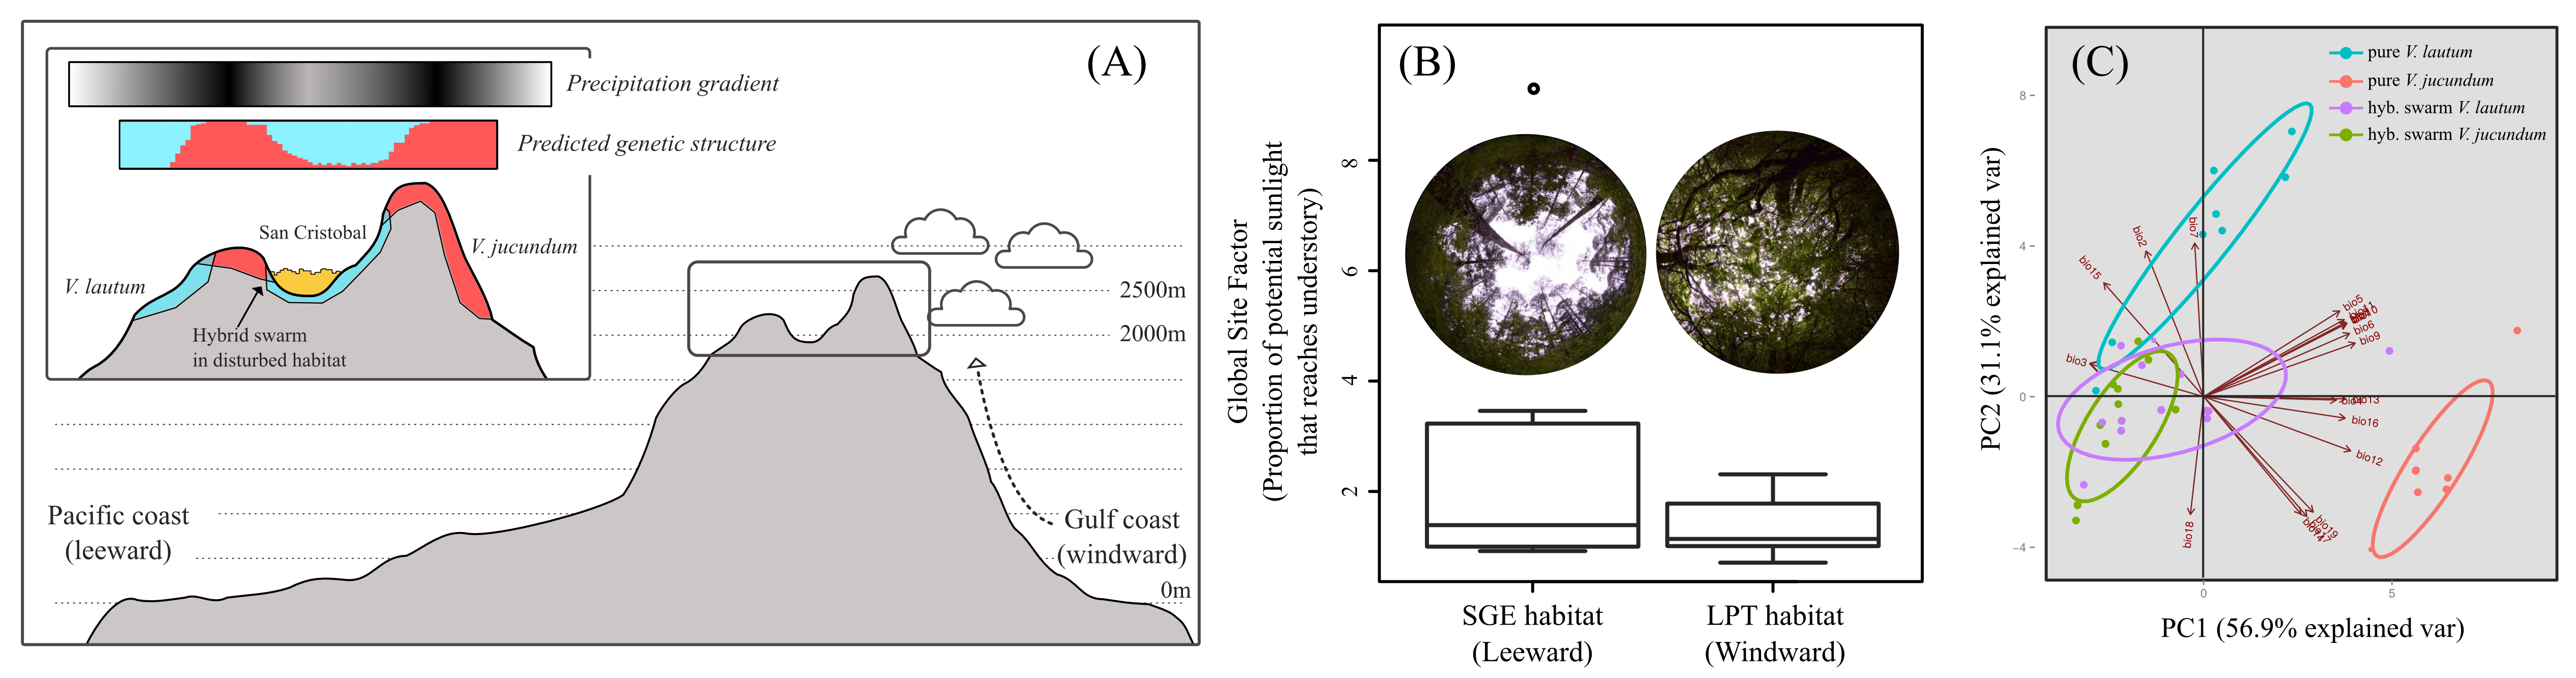 (A)
Precipitation gradient
Predicted genetic structure
San Cristobal
V. jucundum
V. lautum
Hybrid swarm
in disturbed habitat
2500m
2000m
Pacific coast
(leeward)
Gulf coast
(windward)
0m
(B)
Global Site Factor
(Proportion of potential sunlight
that reaches understory)
8
6
4
2
SGE habitat
(Leeward)
LPT habitat
(Windward)
(C)
pure V. lautum
pure V. jucundum
hyb. swarm V. lautum
hyb. swarm V. jucundum
PC2 (31.1% explained var)
8
4
0
−4
bio7
bio2
bio15
bio3
bio5
bio6
bio9
bio13
bio16
bio12
bio19
bio18
0
5
PC1 (56.9% explained var)